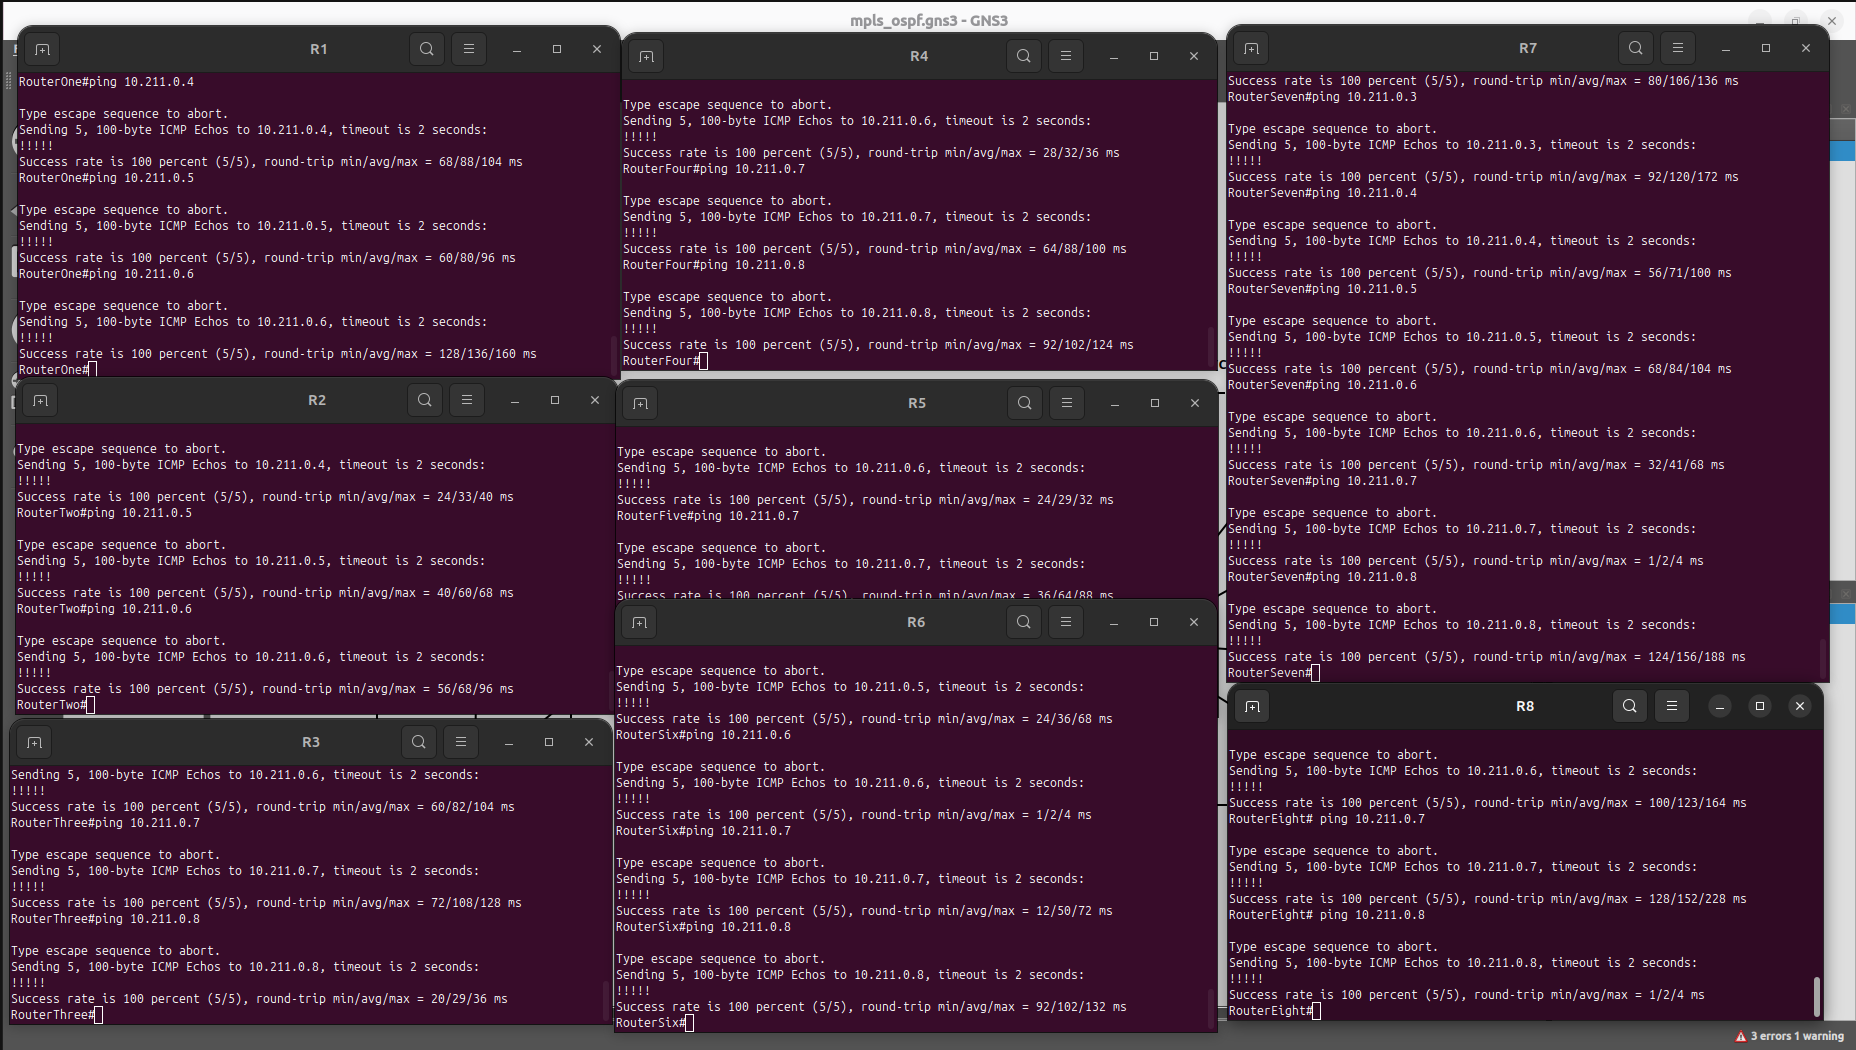 mpls_ospf.gns3 - GNS3
R1
RouterOne#ping 10.211.0.4
Type escape sequence to abort.
Sending 5, 100-byte ICMP Echos to 10.211.0.4, timeout is 2 seconds:
!!!!!
Success rate is 100 percent (5/5), round-trip min/avg/max = 68/88/104 ms
RouterOne#ping 10.211.0.5
Type escape sequence to abort.
Sending 5, 100-byte ICMP Echos to 10.211.0.5, timeout is 2 seconds:
!!!!!
Success rate is 100 percent (5/5), round-trip min/avg/max = 60/80/96 ms
RouterOne#ping 10.211.0.6
Type escape sequence to abort.
Sending 5, 100-byte ICMP Echos to 10.211.0.6, timeout is 2 seconds:
!!!!!
Success rate is 100 percent (5/5), round-trip min/avg/max = 128/136/160 ms
RouterOne#
R2
Type escape sequence to abort.
Sending 5, 100-byte ICMP Echos to 10.211.0.4, timeout is 2 seconds:
!!!!!
Success rate is 100 percent (5/5), round-trip min/avg/max = 24/33/40 ms
RouterTwo#ping 10.211.0.5
Type escape sequence to abort.
Sending 5, 100-byte ICMP Echos to 10.211.0.5, timeout is 2 seconds:
!!!!!
Success rate is 100 percent (5/5), round-trip min/avg/max = 40/60/68 ms
RouterTwo#ping 10.211.0.6
Type escape sequence to abort.
Sending 5, 100-byte ICMP Echos to 10.211.0.6, timeout is 2 seconds:
!!!!!
Success rate is 100 percent (5/5), round-trip min/avg/max = 56/68/96 ms
RouterTwo#
R3
Sending 5, 100-byte ICMP Echos to 10.211.0.6, timeout is 2 seconds:
!!!!!
Success rate is 100 percent (5/5), round-trip min/avg/max = 60/82/104 ms
RouterThree#ping 10.211.0.7
Type escape sequence to abort.
Sending 5, 100-byte ICMP Echos to 10.211.0.7, timeout is 2 seconds:
!!!!!
Success rate is 100 percent (5/5), round-trip min/avg/max = 72/108/128 ms
RouterThree#ping 10.211.0.8
Type escape sequence to abort.
Sending 5, 100-byte ICMP Echos to 10.211.0.8, timeout is 2 seconds:
!!!!!
Success rate is 100 percent (5/5), round-trip min/avg/max = 20/29/36 ms
RouterThree#
R4
Type escape sequence to abort.
Sending 5, 100-byte ICMP Echos to 10.211.0.6, timeout is 2 seconds:
!!!!!
Success rate is 100 percent (5/5), round-trip min/avg/max = 28/32/36 ms
RouterFour#ping 10.211.0.7
Type escape sequence to abort.
Sending 5, 100-byte ICMP Echos to 10.211.0.7, timeout is 2 seconds:
!!!!!
Success rate is 100 percent (5/5), round-trip min/avg/max = 64/88/100 ms
RouterFour#ping 10.211.0.8
Type escape sequence to abort.
Sending 5, 100-byte ICMP Echos to 10.211.0.8, timeout is 2 seconds:
!!!!!
Success rate is 100 percent (5/5), round-trip min/avg/max = 92/102/124 ms
RouterFour#
R5
Type escape sequence to abort.
Sending 5, 100-byte ICMP Echos to 10.211.0.6, timeout is 2 seconds:
!!!!!
Success rate is 100 percent (5/5), round-trip min/avg/max = 24/29/32 ms
RouterFive#ping 10.211.0.7
Type escape sequence to abort.
Sending 5, 100-byte ICMP Echos to 10.211.0.7, timeout is 2 seconds:
!!!!!
Success rate is 100 percent (5/5), round-trip min/avg/max = 36/64/88 ms
R6
Type escape sequence to abort.
Sending 5, 100-byte ICMP Echos to 10.211.0.5, timeout is 2 seconds:
!!!!!
Success rate is 100 percent (5/5), round-trip min/avg/max = 24/36/68 ms
RouterSix#ping 10.211.0.6
Type escape sequence to abort.
Sending 5, 100-byte ICMP Echos to 10.211.0.6, timeout is 2 seconds:
!!!!!
Success rate is 100 percent (5/5), round-trip min/avg/max = 1/2/4 ms
RouterSix#ping 10.211.0.7
Type escape sequence to abort.
Sending 5, 100-byte ICMP Echos to 10.211.0.7, timeout is 2 seconds:
!!!!!
Success rate is 100 percent (5/5), round-trip min/avg/max = 12/50/72 ms
RouterSix#ping 10.211.0.8
Type escape sequence to abort.
Sending 5, 100-byte ICMP Echos to 10.211.0.8, timeout is 2 seconds:
!!!!!
Success rate is 100 percent (5/5), round-trip min/avg/max = 92/102/132 ms
RouterSix#
R7
Success rate is 100 percent (5/5), round-trip min/avg/max = 80/106/136 ms
RouterSeven#ping 10.211.0.3
Type escape sequence to abort.
Sending 5, 100-byte ICMP Echos to 10.211.0.3, timeout is 2 seconds:
!!!!!
Success rate is 100 percent (5/5), round-trip min/avg/max = 92/120/172 ms
RouterSeven#ping 10.211.0.4
Type escape sequence to abort.
Sending 5, 100-byte ICMP Echos to 10.211.0.4, timeout is 2 seconds:
!!!!!
Success rate is 100 percent (5/5), round-trip min/avg/max = 56/71/100 ms
RouterSeven#ping 10.211.0.5
Type escape sequence to abort.
Sending 5, 100-byte ICMP Echos to 10.211.0.5, timeout is 2 seconds:
!!!!!
Success rate is 100 percent (5/5), round-trip min/avg/max = 68/84/104 ms
RouterSeven#ping 10.211.0.6
Type escape sequence to abort.
Sending 5, 100-byte ICMP Echos to 10.211.0.6, timeout is 2 seconds:
!!!!!
Success rate is 100 percent (5/5), round-trip min/avg/max = 32/41/68 ms
RouterSeven#ping 10.211.0.7
Type escape sequence to abort.
Sending 5, 100-byte ICMP Echos to 10.211.0.7, timeout is 2 seconds:
!!!!!
Success rate is 100 percent (5/5), round-trip min/avg/max = 1/2/4 ms
RouterSeven#ping 10.211.0.8
Type escape sequence to abort.
Sending 5, 100-byte ICMP Echos to 10.211.0.8, timeout is 2 seconds:
!!!!!
Success rate is 100 percent (5/5), round-trip min/avg/max = 124/156/188 ms
RouterSeven#
R8
Type escape sequence to abort.
Sending 5, 100-byte ICMP Echos to 10.211.0.6, timeout is 2 seconds:
!!!!!
Success rate is 100 percent (5/5), round-trip min/avg/max = 100/123/164 ms
RouterEight# ping 10.211.0.7
Type escape sequence to abort.
Sending 5, 100-byte ICMP Echos to 10.211.0.7, timeout is 2 seconds:
!!!!!
Success rate is 100 percent (5/5), round-trip min/avg/max = 128/152/228 ms
RouterEight# ping 10.211.0.8
Type escape sequence to abort.
Sending 5, 100-byte ICMP Echos to 10.211.0.8, timeout is 2 seconds:
!!!!!
Success rate is 100 percent (5/5), round-trip min/avg/max = 1/2/4 ms
RouterEight#
3 errors 1 warning